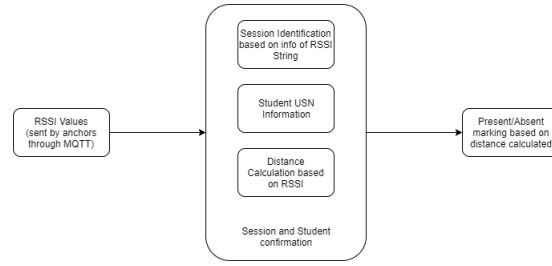 RSSI Values
(sent by anchors
through MQTT)
Session Identification
based on info of RSSI
String
Student USN
Information
Distance
Calculation based
on RSSI
Session and Student
confirmation
Present/Absent
marking based on
distance calculated